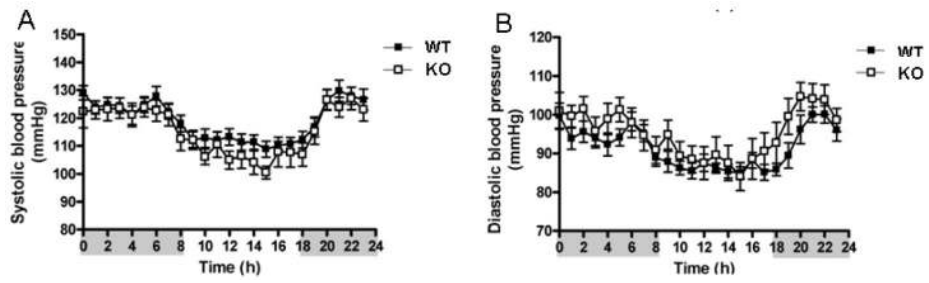 A
Systolic blood pressure
(mmHg)
150
140
130
120
110
100
90
80
0 2 4 6 8 10 12 14 16 18 20 22 24
Time (h)
WT
KO
B
Diastolic blood pressure
(mmHg)
120
110
100
90
80
70
0 2 4 6 8 10 12 14 16 18 20 22 24
Time (h)
WT
KO